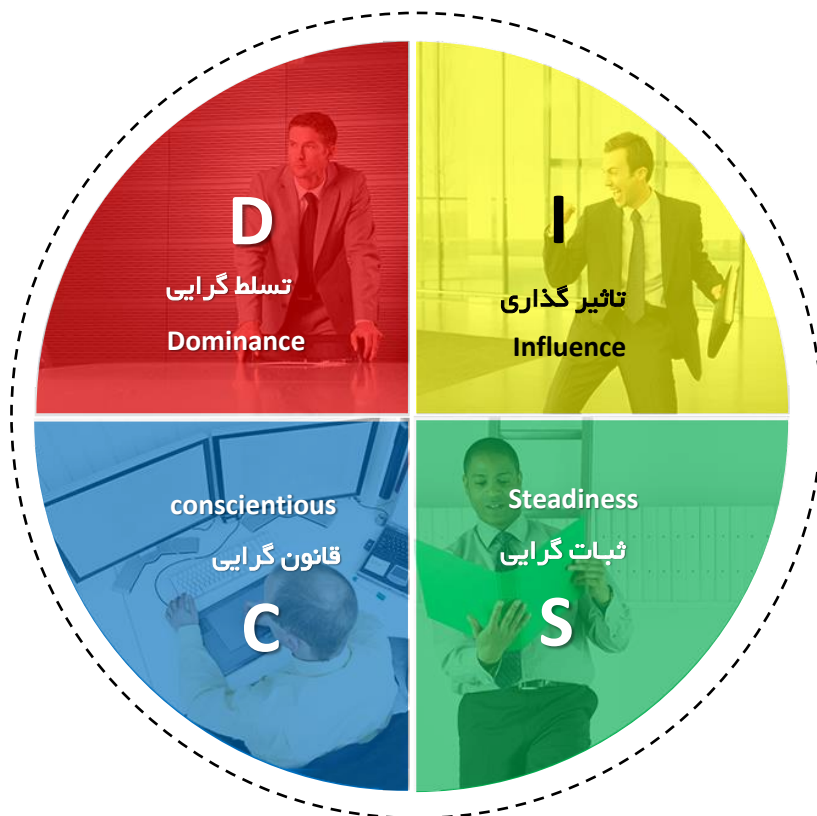 D
تسلط گرایی
Dominance
I
تاثیر گذاری
Influence
conscientious
قانون گرایی
C
Steadiness
ثبات گرایی
S